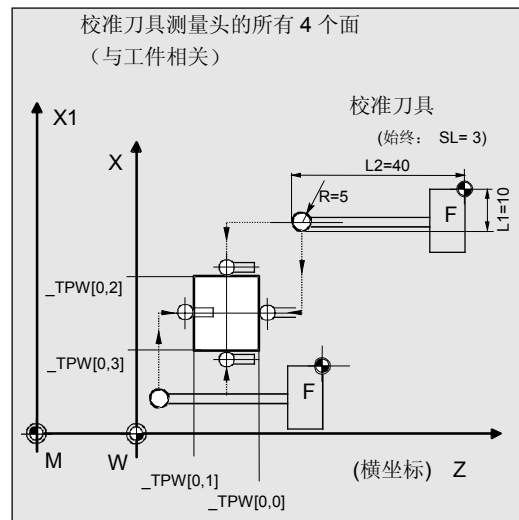 校准刀具测量头的所有 4 个面
（与工件相关）
X1
校准刀具
(始终： SL= 3)
X
L2=40
R=5
F
L1=10
_TPW[0,2]
_TPW[0,3]
F
M
W
_TPW[0,1]
_TPW[0,0]
(横坐标) Z